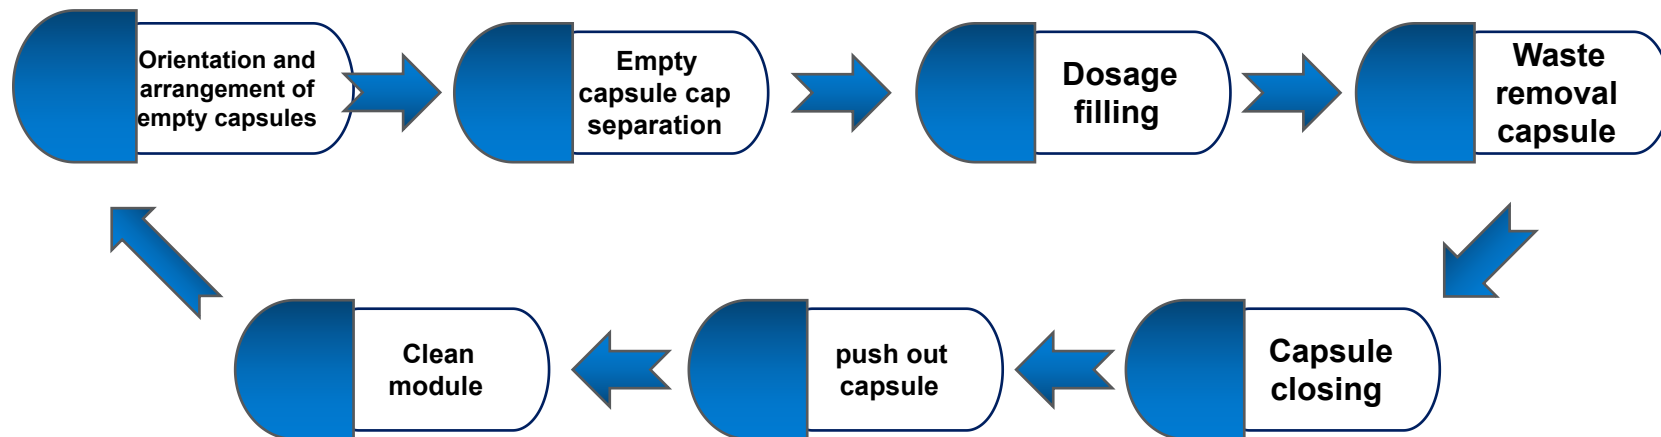 Orientation and
arrangement of
empty capsules
Empty
capsule cap
separation
Dosage
filling
Waste
removal
capsule
Capsule
closing
push out
capsule
Clean
module